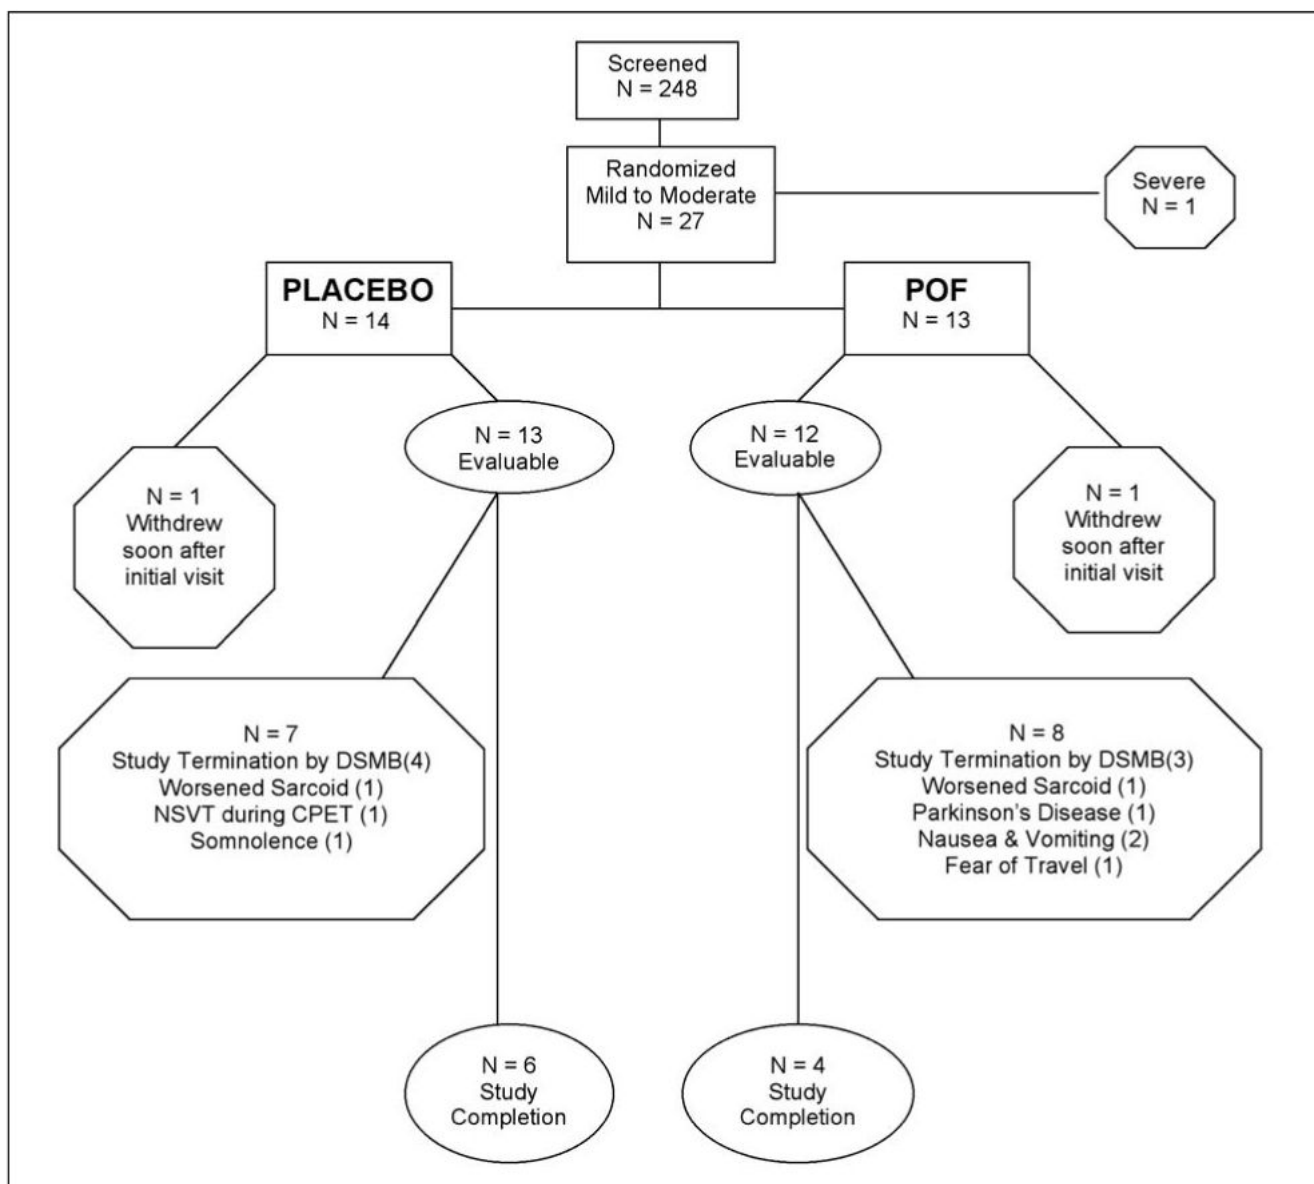 Screened
N = 248
Randomized
Mild to Moderate
N = 27
Severe
N = 1
PLACEBO
N = 14
POF
N = 13
N = 13
Evaluable
N = 12
Evaluable
N = 1
Withdrew
soon after
initial visit
N = 1
Withdrew
soon after
initial visit
N = 7
Study Termination by DSMB(4)
Worsened Sarcoid (1)
NSVT during CPET (1)
Somnolence (1)
N = 8
Study Termination by DSMB(3)
Worsened Sarcoid (1)
Parkinson's Disease (1)
Nausea & Vomiting (2)
Fear of Travel (1)
N = 6
Study
Completion
N = 4
Study
Completion